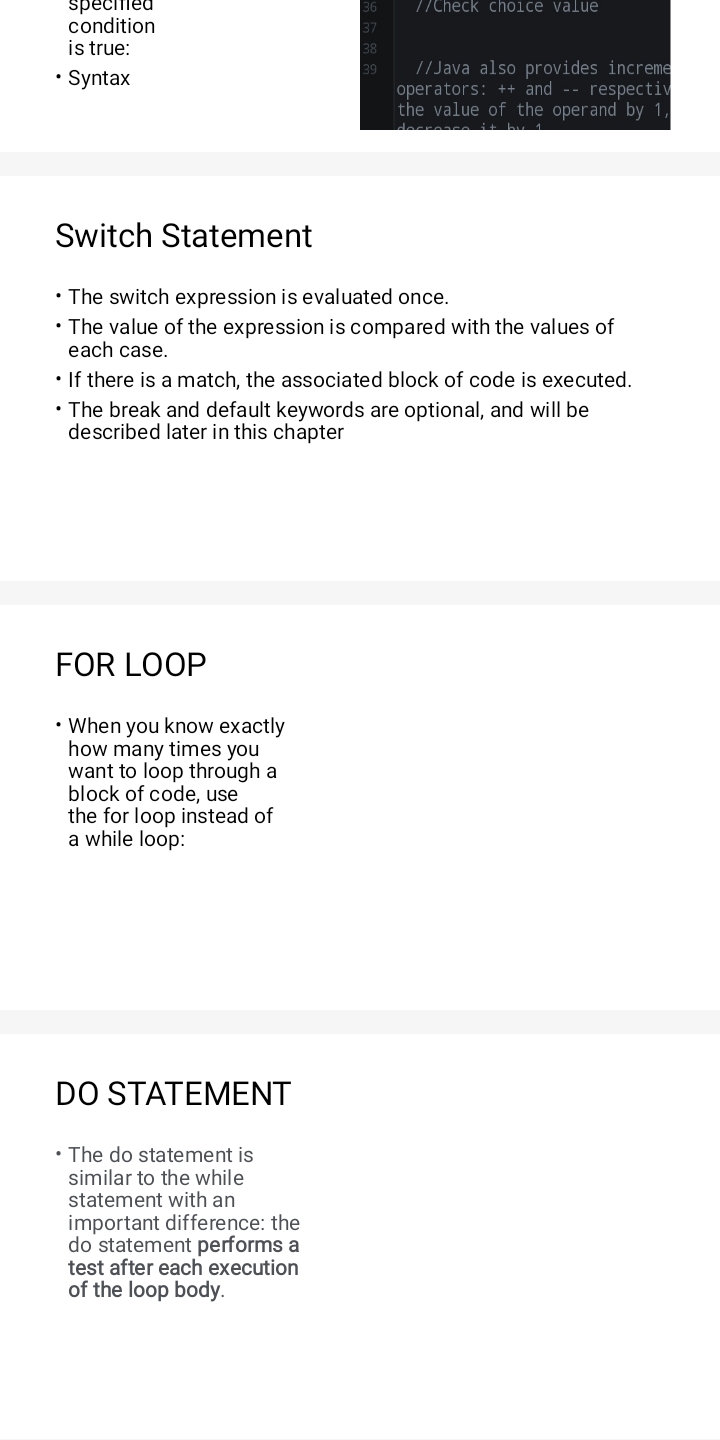 specified
condition
is true:
• Syntax
36 //Check choice value
37
38
39 //Java also provides increme
operators: ++ and -- respectiv
the value of the operand by 1,
decrease it by 1
Switch Statement
• The switch expression is evaluated once.
• The value of the expression is compared with the values of
each case.
• If there is a match, the associated block of code is executed.
• The break and default keywords are optional, and will be
described later in this chapter
FOR LOOP
• When you know exactly
how many times you
want to loop through a
block of code, use
the for loop instead of
a while loop:
DO STATEMENT
• The do statement is
similar to the while
statement with an
important difference: the
do statement performs a
test after each execution
of the loop body.